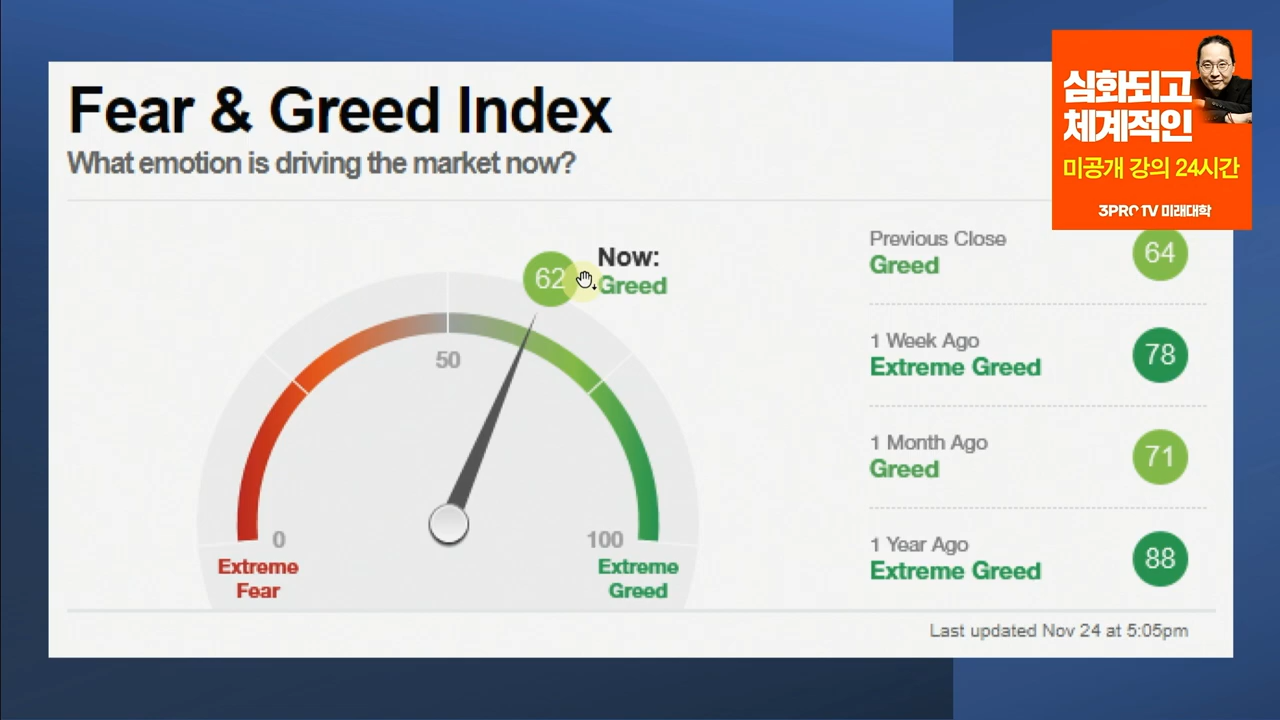 Fear & Greed Index
What emotion is driving the market now?
심화되고
체계적인
미공개 강의 24시간
3PRO TV 미래대학
62
Now:
Greed
50
0
100
Extreme
Fear
Extreme
Greed
Previous Close
Greed
64
1 Week Ago
Extreme Greed
78
1 Month Ago
Greed
71
1 Year Ago
Extreme Greed
88
Last updated Nov 24 at 5:05pm